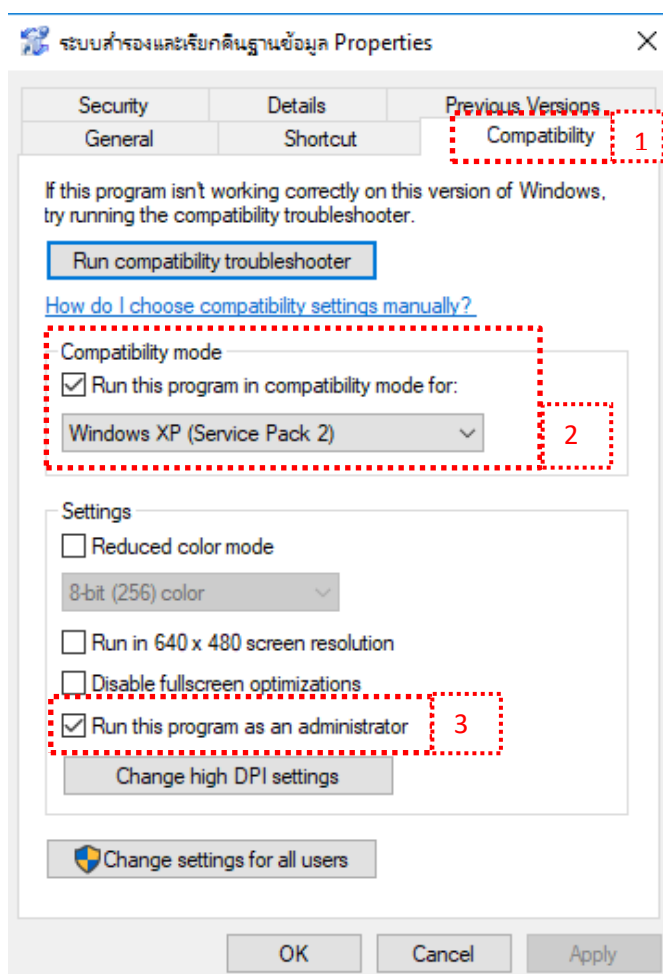 ระบบสำรองและเรียกคืนฐานข้อมูล Properties
Security Details Previous Versions
General Shortcut Compatibility 1
If this program isn't working correctly on this version of Windows,
try running the compatibility troubleshooter.
Run compatibility troubleshooter
How do I choose compatibility settings manually?
Compatibility mode
Run this program in compatibility mode for:
Windows XP (Service Pack 2) 2
Settings
Reduced color mode
8-bit (256) color
Run in 640 x 480 screen resolution
Disable fullscreen optimizations
Run this program as an administrator 3
Change high DPI settings
Change settings for all users
OK Cancel Apply